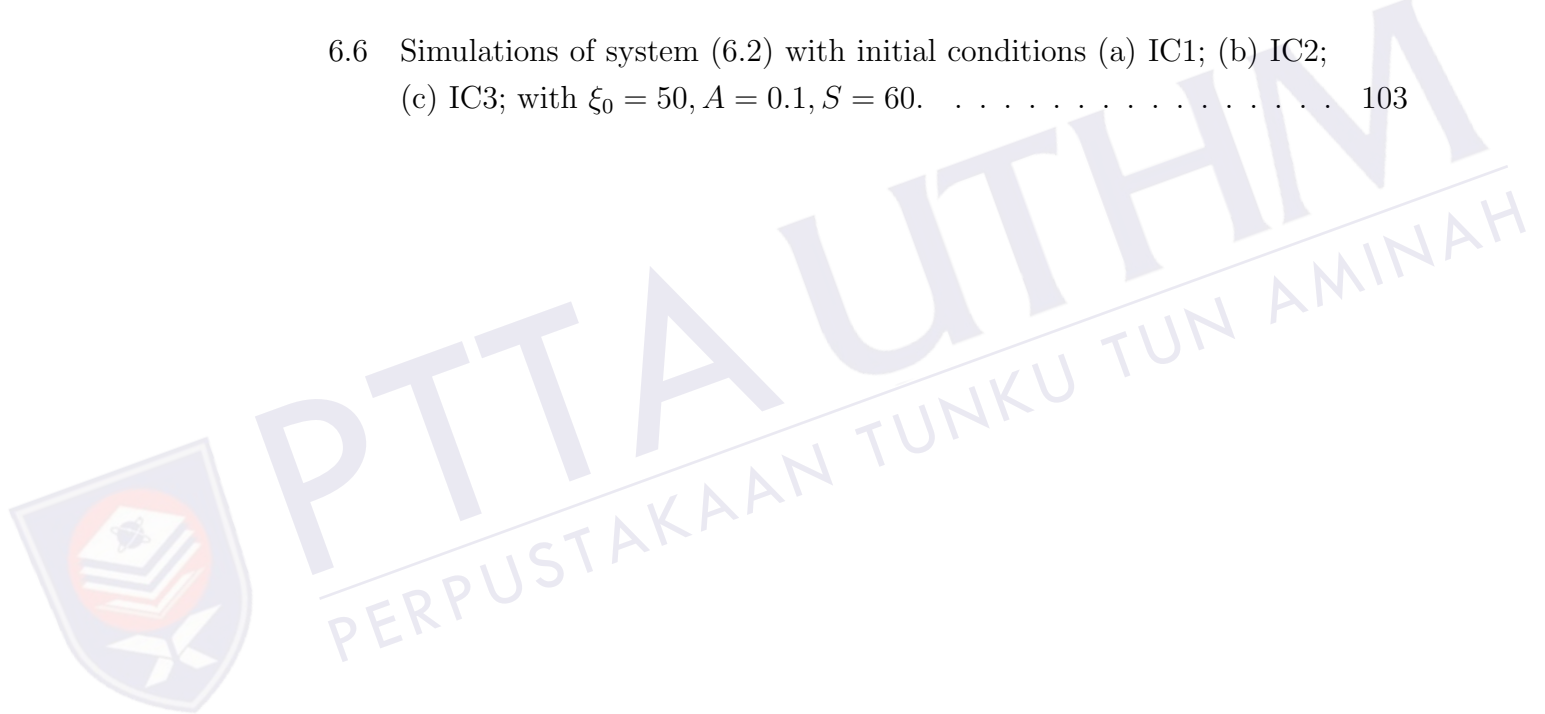 6.6 Simulations of system (6.2) with initial conditions (a) IC1; (b) IC2;
(c) IC3; with ξ₀ = 50, A = 0.1, S = 60. . . . . . . . . . . . . . . . . 103
PTTA UTHM
PERPUSTAKAAN TUNKU TUN AMINAH